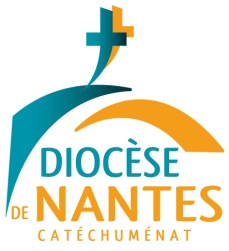 DIOCÈSE
DE NANTES
CATÉCHUMÉNAT